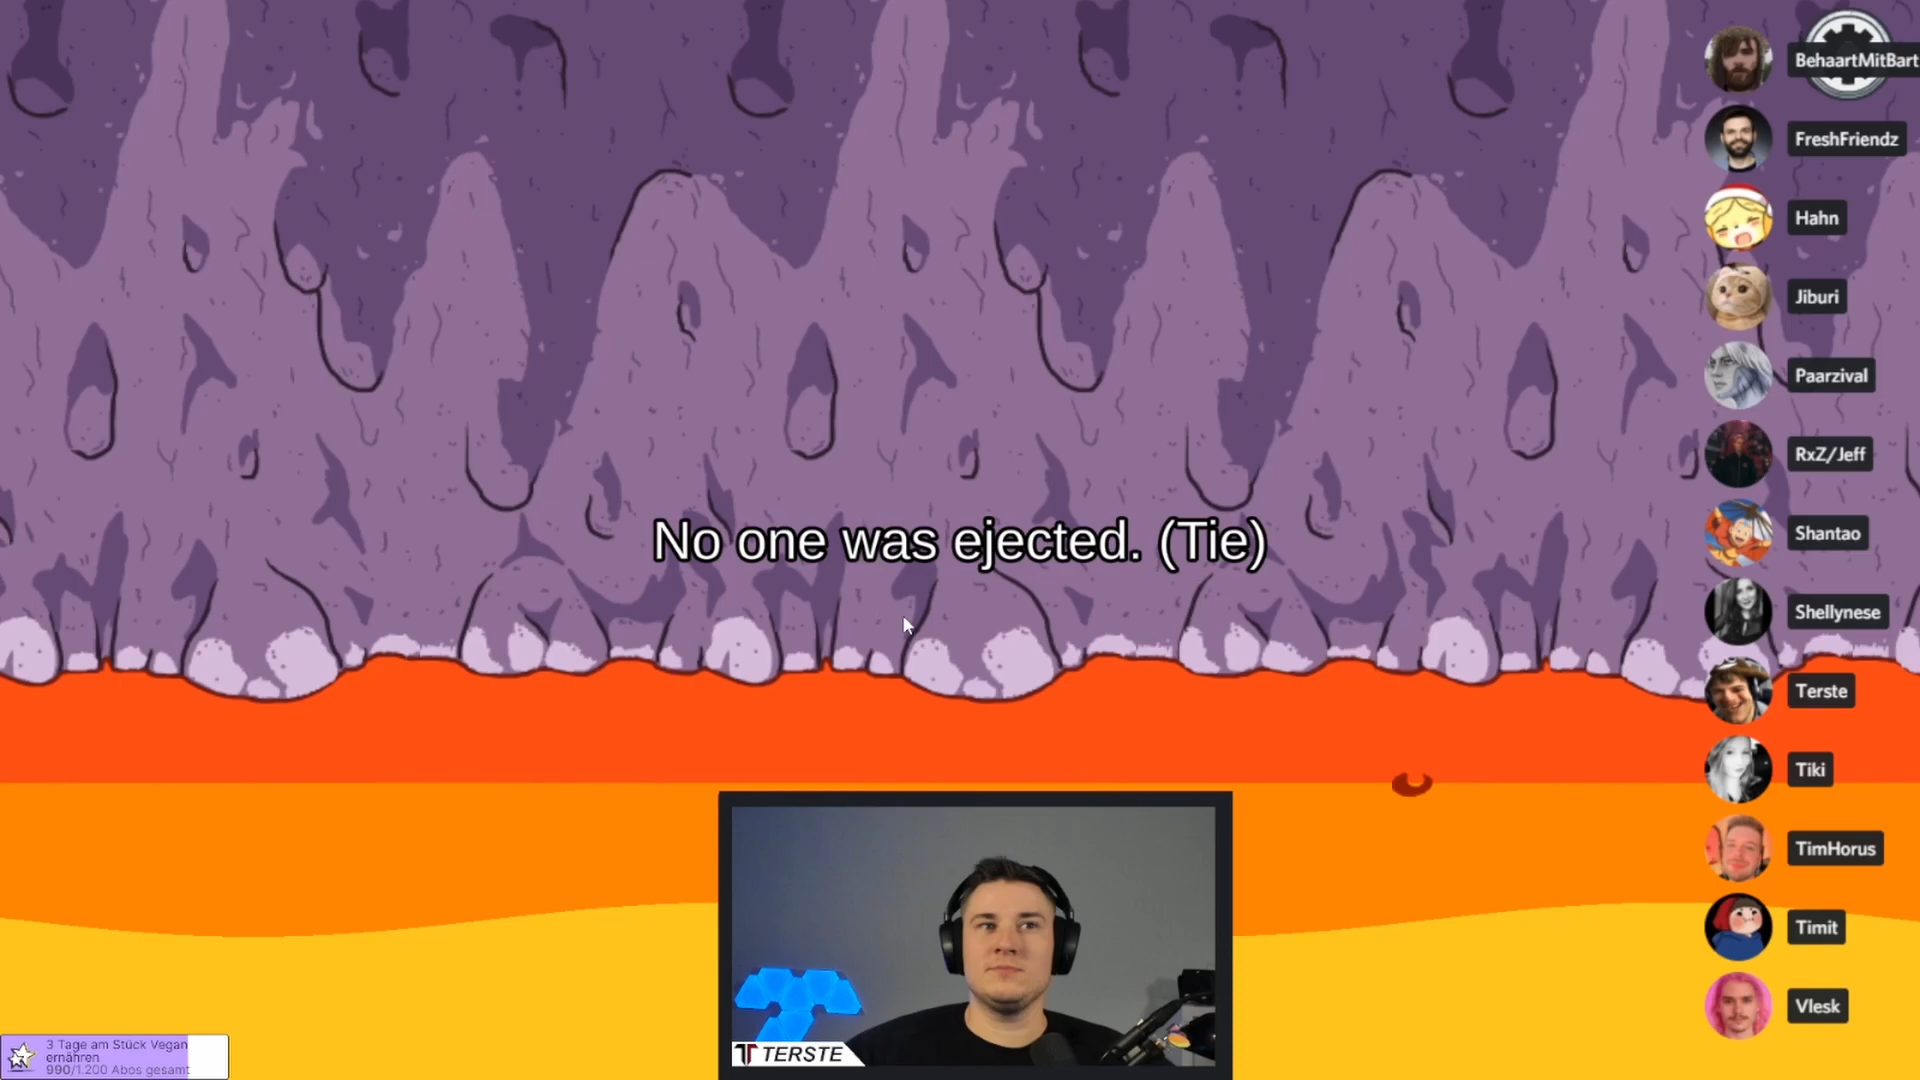 BehaartMitBart
FreshFriendz
Hahn
Jiburi
Paarzival
RxZ/Jeff
No one was ejected. (Tie)
Shantao
Shellynese
Terste
Tiki
TimHorus
Timit
Vlesk
3 Tage am Stück Vegan
ernähren
990/1.200 Abos gesamt
TERSTE